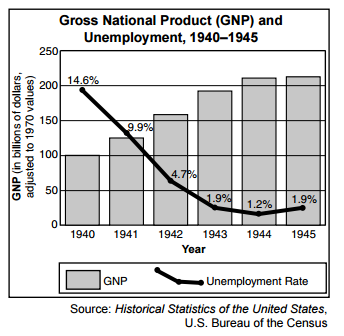 Gross National Product (GNP) and
Unemployment, 1940–1945
GNP (in billions of dollars,
adjusted to 1970 values)
250
200
150
100
50
0
14.6%
9.9%
4.7%
1.9%
1.2%
1.9%
1940 1941 1942 1943 1944 1945
Year
GNP Unemployment Rate
Source: Historical Statistics of the United States,
U.S. Bureau of the Census